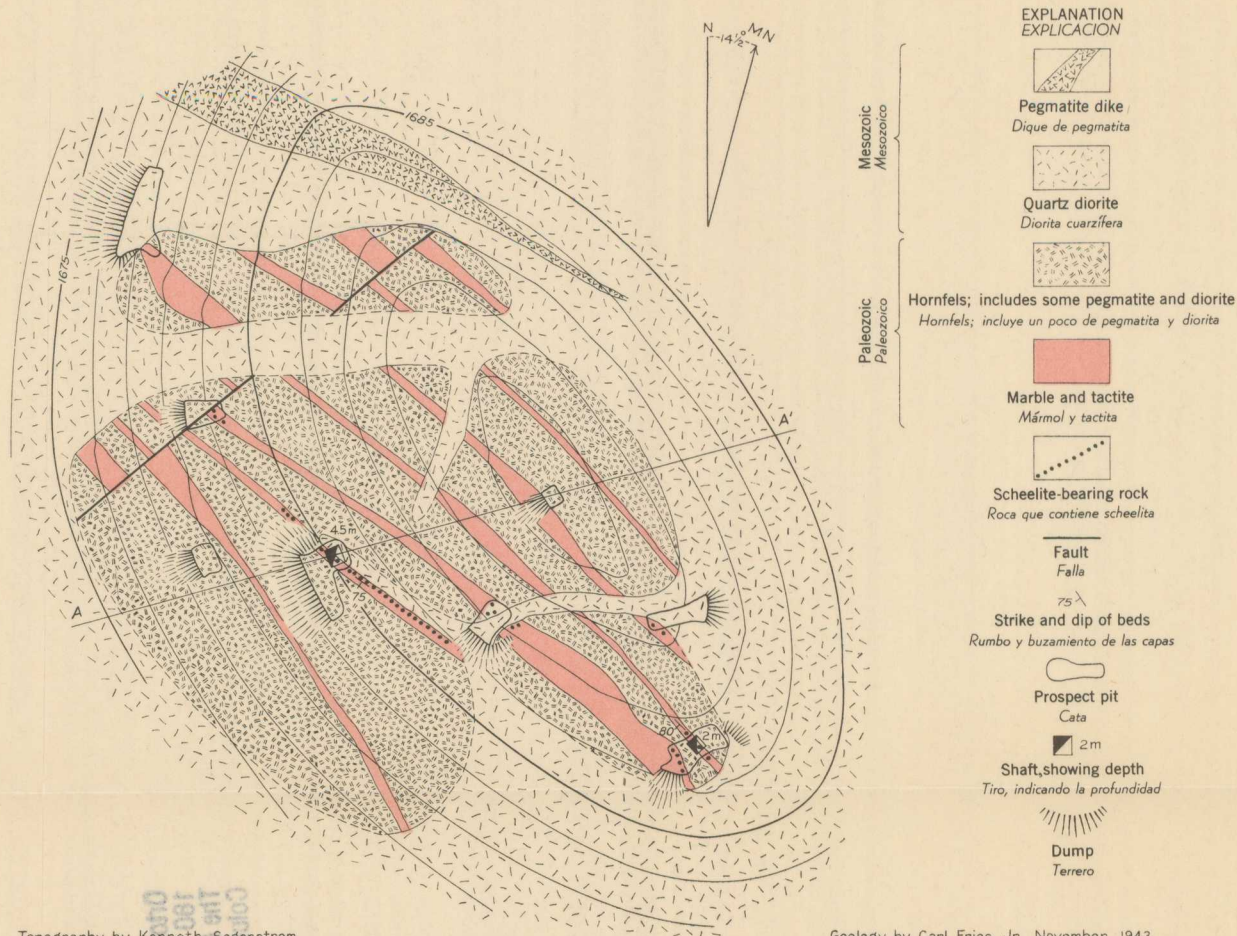 EXPLANATION
EXPLICACION
N
14½° MN
Mesozoic
Mesozoico
Pegmatite dike
Dique de pegmatita
Quartz diorite
Diorita cuarzífera
Paleozoic
Paleozoico
Hornfels; includes some pegmatite and diorite
Hornfels; incluye un poco de pegmatita y diorita
Marble and tactite
Mármol y tactita
Scheelite-bearing rock
Roca que contiene scheelita
Fault
Falla
75
Strike and dip of beds
Rumbo y buzamiento de las capas
Prospect pit
Cata
2m
Shaft, showing depth
Tiro, indicando la profundidad
Dump
Terrero
1685
1675
A'
45m
75
A
80
2m
Topography by Kenneth Segerstrom
Geology by Carl Fries, Jr., November, 1943